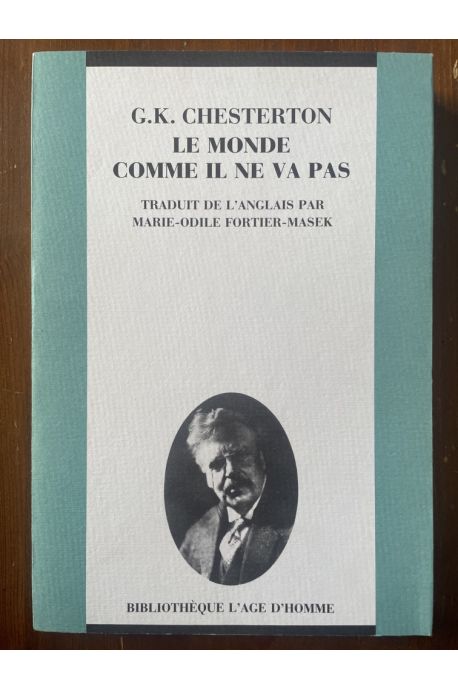 G.K. CHESTERTON
LE MONDE
COMME IL NE VA PAS
TRADUIT DE L'ANGLAIS PAR
MARIE-ODILE FORTIER-MASEK
BIBLIOTHÈQUE L'AGE D'HOMME